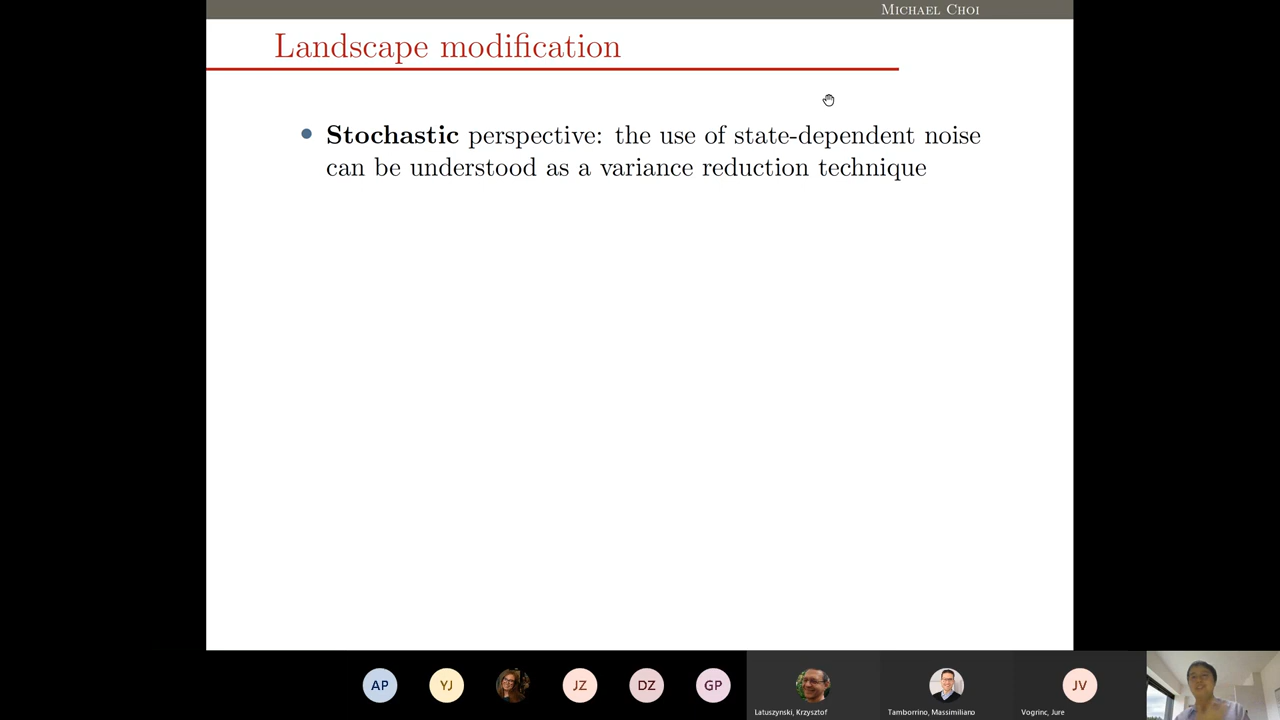 MICHAEL CHOI
Landscape modification
Stochastic perspective: the use of state-dependent noise
can be understood as a variance reduction technique
AP
YJ
JZ
DZ
GP
JV
Latuszynski, Krzysztof
Tamborrino, Massimiliano
Vogrinc, Jure